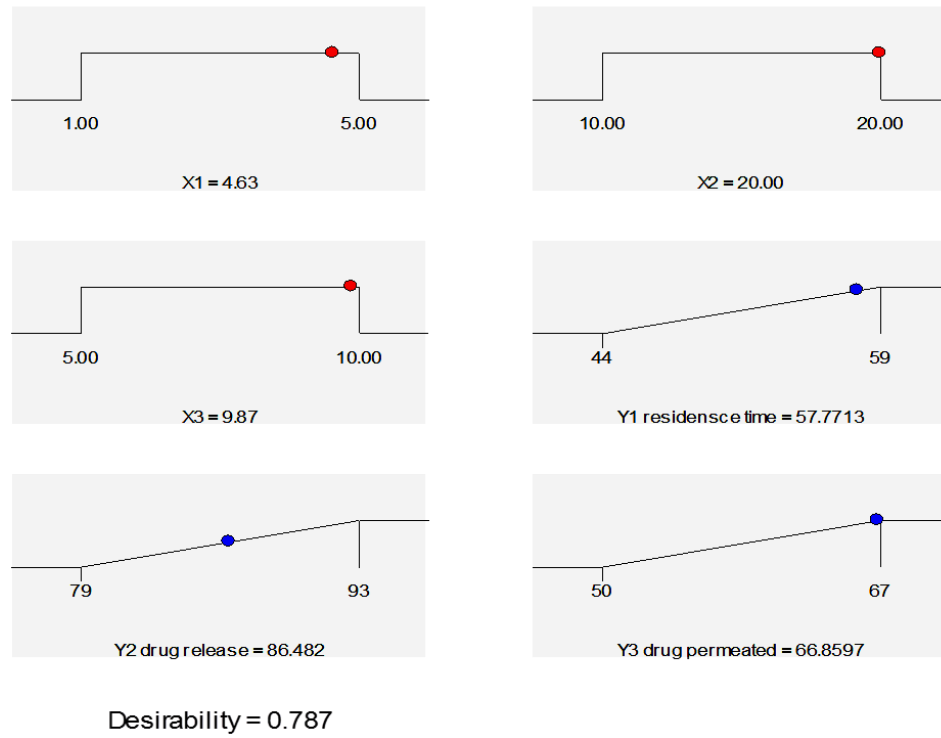 1.00 5.00
X1 = 4.63
10.00 20.00
X2 = 20.00
5.00 10.00
X3 = 9.87
44 59
Y1 residensce time = 57.7713
79 93
Y2 drug release = 86.482
50 67
Y3 drug permeated = 66.8597
Desirability = 0.787